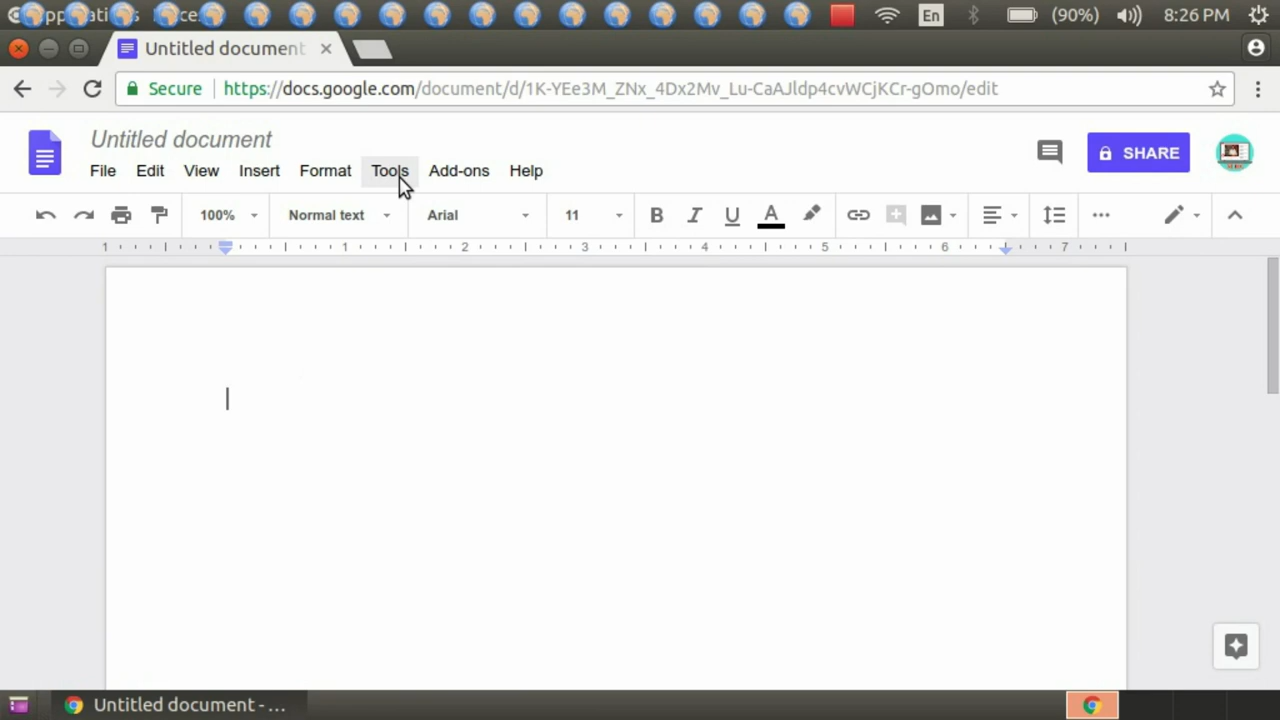 En (90%) 8:26 PM
Untitled document
Secure https://docs.google.com/document/d/1K-YEe3M_ZNx_4Dx2Mv_Lu-CaAJldp4cvWCjKCr-gOmo/edit
Untitled document
File Edit View Insert Format Tools Add-ons Help
SHARE
100% Normal text Arial 11 B I U A
1 1 2 3 4 5 6 7
Untitled document - ...